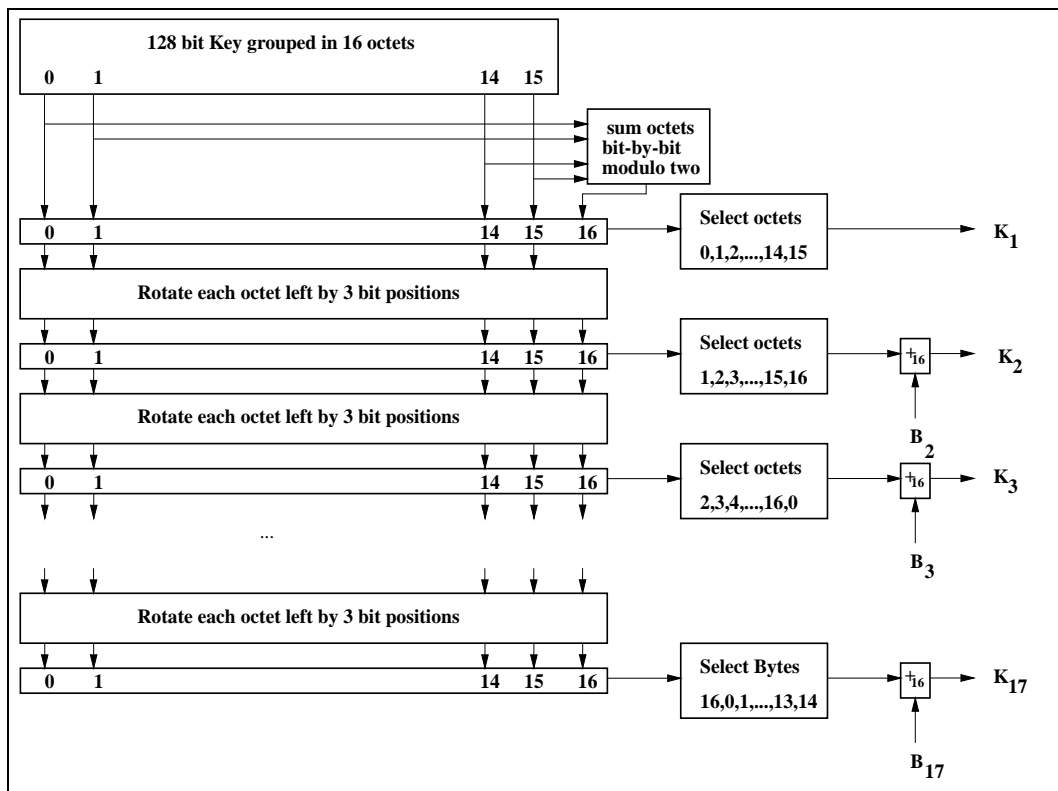 128 bit Key grouped in 16 octets
0 1 14 15
sum octets
bit-by-bit
modulo two
0 1 14 15 16
Select octets
0,1,2,...,14,15
K1
Rotate each octet left by 3 bit positions
0 1 14 15 16
Select octets
1,2,3,...,15,16
+16
K2
B2
Rotate each octet left by 3 bit positions
0 1 14 15 16
Select octets
2,3,4,...,16,0
+16
K3
B3
...
Rotate each octet left by 3 bit positions
0 1 14 15 16
Select Bytes
16,0,1,...,13,14
+16
K17
B17